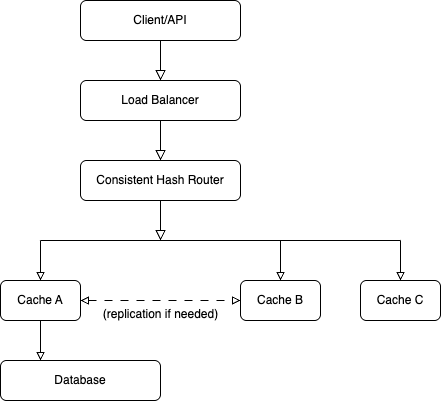 Client/API
Load Balancer
Consistent Hash Router
Cache A
Cache B
Cache C
(replication if needed)
Database